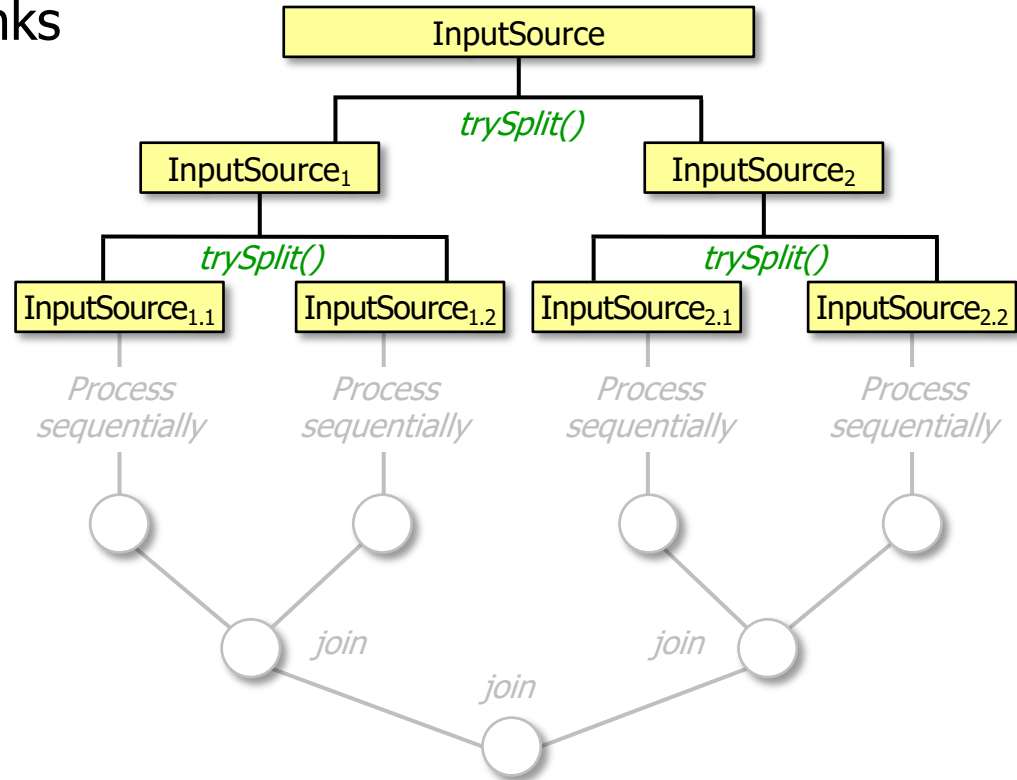 nks
InputSource
trySplit()
InputSource₁ InputSource₂
trySplit() trySplit()
InputSource₁.₁ InputSource₁.₂ InputSource₂.₁ InputSource₂.₂
Process Process Process Process
sequentially sequentially sequentially sequentially
join join
join